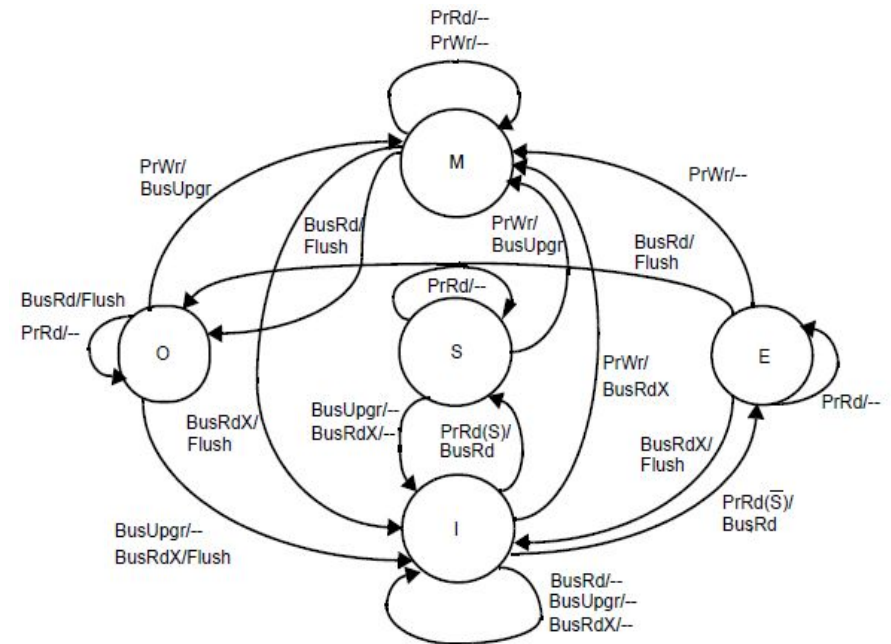 PrRd/--
PrWr/--
M
PrWr/
BusUpgr
PrWr/--
BusRd/
Flush
PrWr/
BusUpgr
BusRd/
Flush
BusRd/Flush
PrRd/--
PrRd/--
O
S
E
PrWr/
BusRdX
PrRd/--
BusRdX/
Flush
BusUpgr/--
BusRdX/--
PrRd(S)/
BusRd
BusRdX/
Flush
PrRd(S̅)/
BusRd
I
BusUpgr/--
BusRdX/Flush
BusRd/--
BusUpgr/--
BusRdX/--